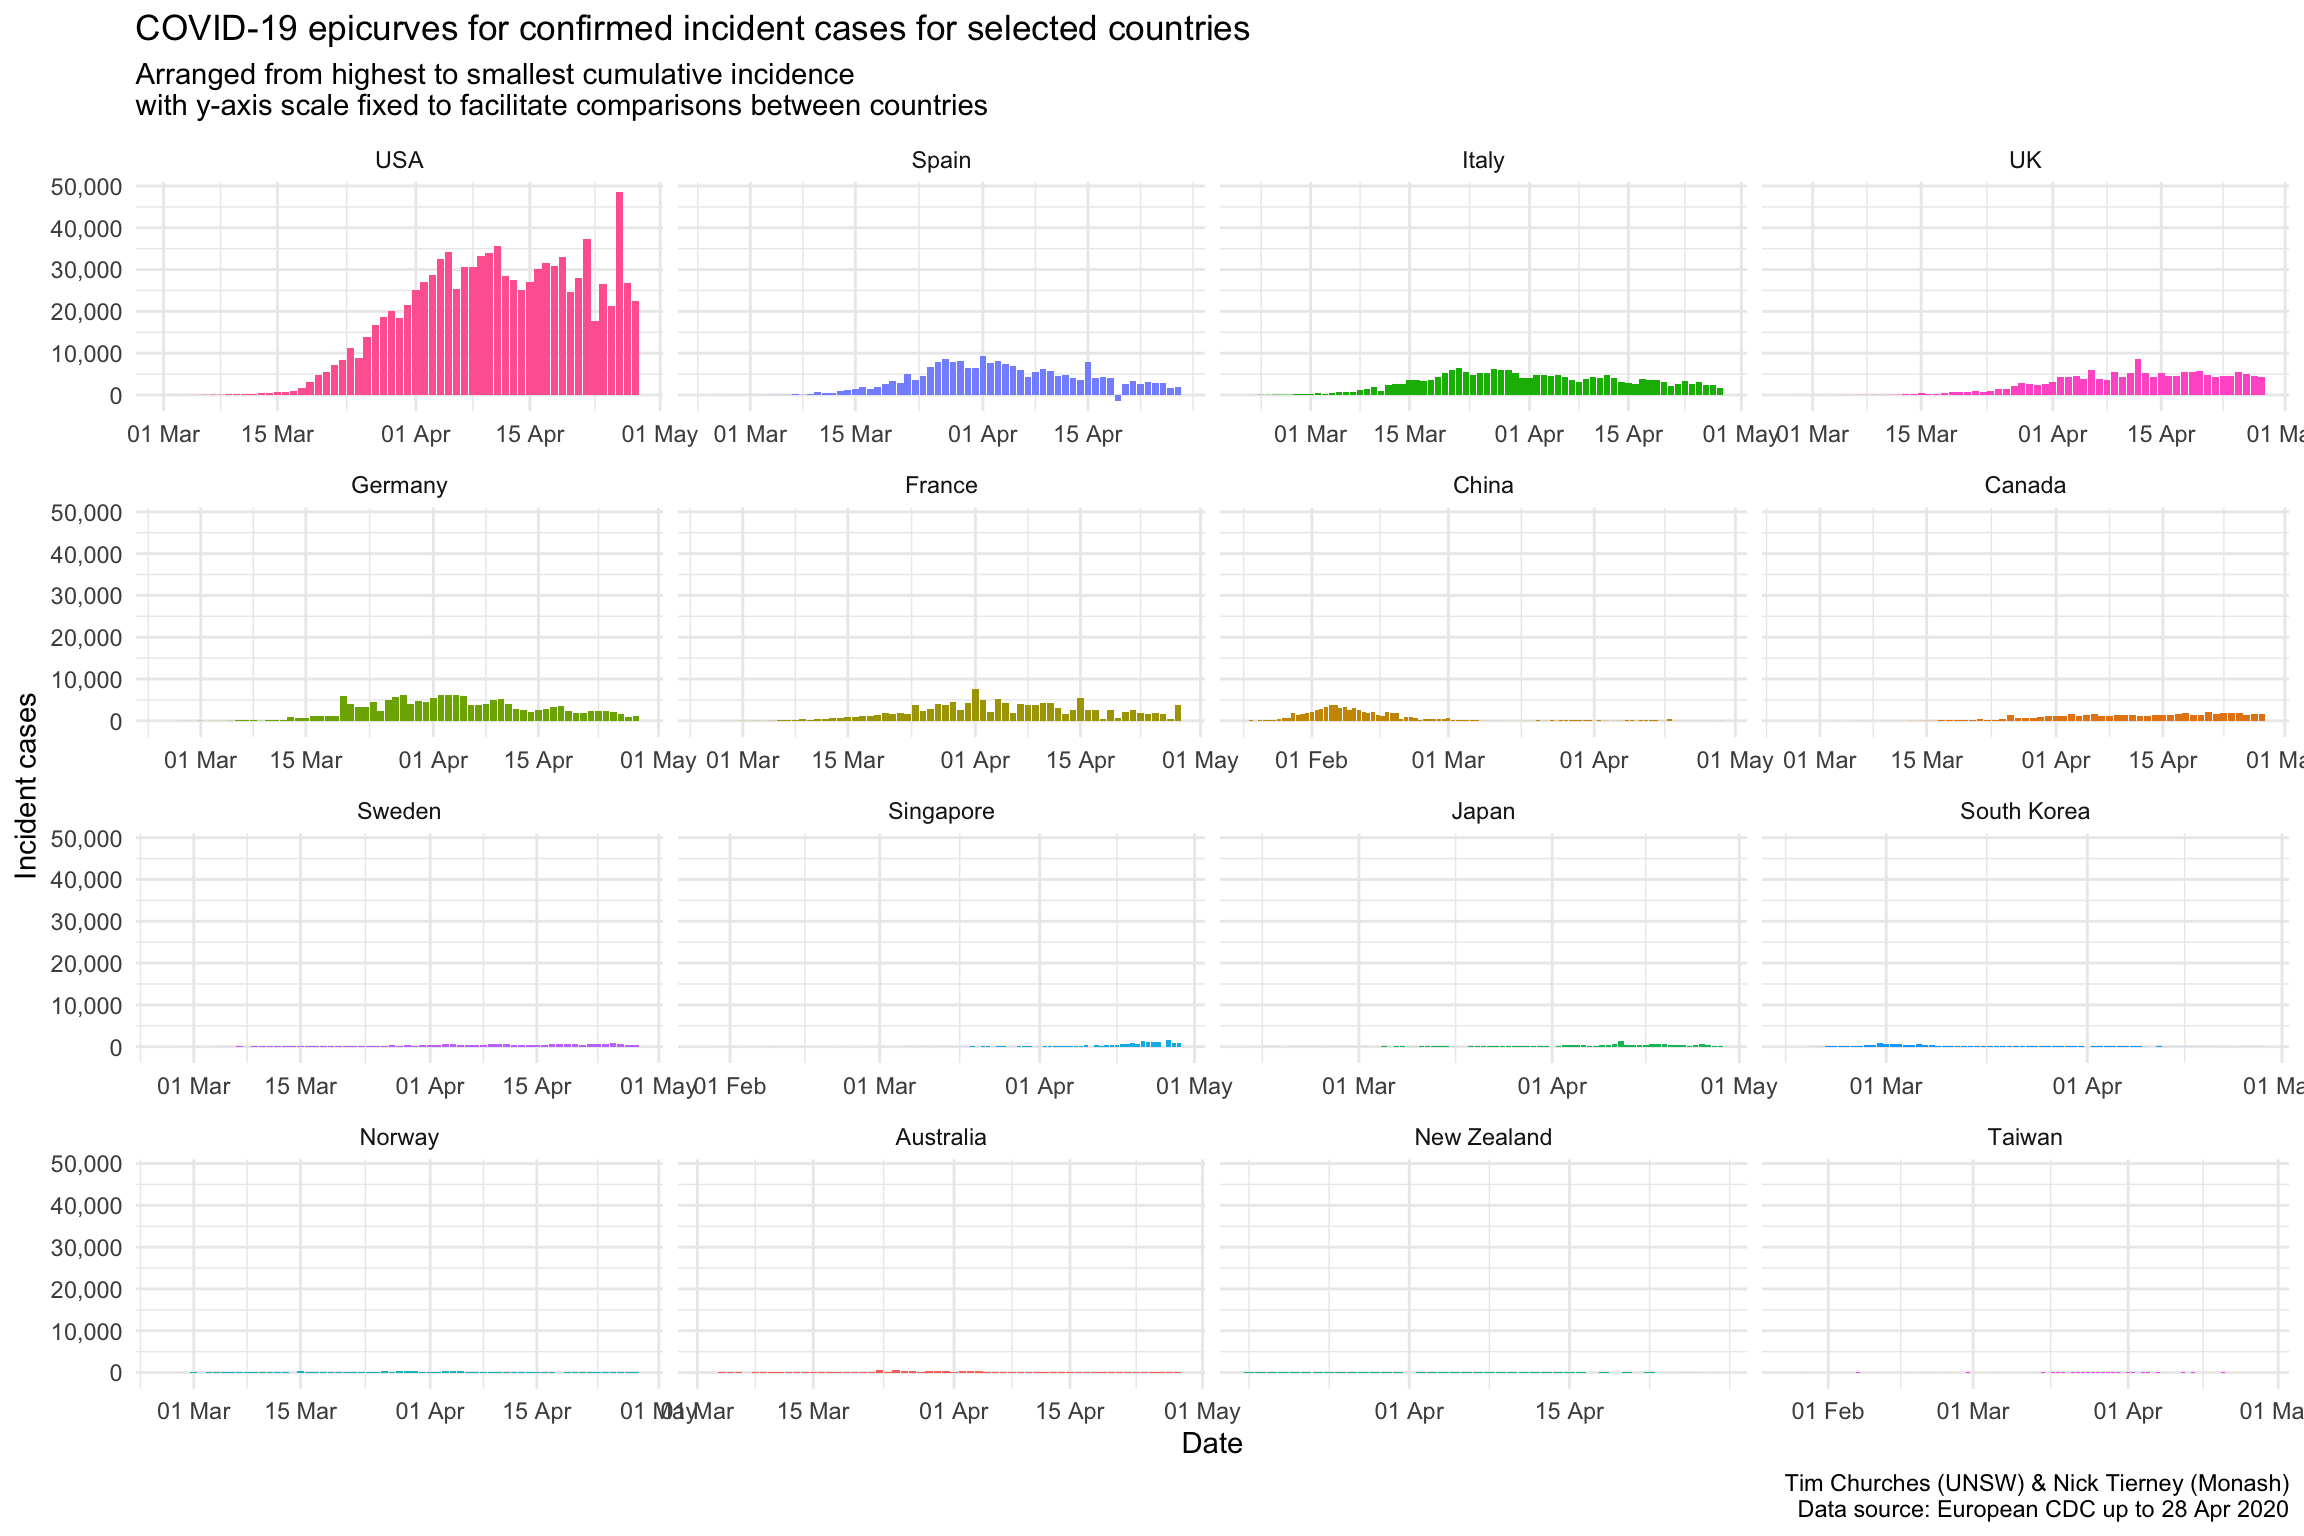 COVID-19 epicurves for confirmed incident cases for selected countries
Arranged from highest to smallest cumulative incidence
with y-axis scale fixed to facilitate comparisons between countries
USA Spain Italy UK
50,000
40,000
30,000
20,000
10,000
0
01 Mar 15 Mar 01 Apr 15 Apr 01 May 01 Mar 15 Mar 01 Apr 15 Apr 01 Mar 15 Mar 01 Apr 15 Apr 01 May 01 Mar 15 Mar 01 Apr 15 Apr 01 Ma
Germany France China Canada
50,000
40,000
30,000
20,000
10,000
0
01 Mar 15 Mar 01 Apr 15 Apr 01 May 01 Mar 15 Mar 01 Apr 15 Apr 01 May 01 Feb 01 Mar 01 Apr 01 May 01 Mar 15 Mar 01 Apr 15 Apr 01 Ma
Incident cases
Sweden Singapore Japan South Korea
50,000
40,000
30,000
20,000
10,000
0
01 Mar 15 Mar 01 Apr 15 Apr 01 May 01 Feb 01 Mar 01 Apr 01 May 01 Mar 01 Apr 01 May 01 Mar 01 Apr 01 Ma
Norway Australia New Zealand Taiwan
50,000
40,000
30,000
20,000
10,000
0
01 Mar 15 Mar 01 Apr 15 Apr 01 May 01 Mar 15 Mar 01 Apr 15 Apr 01 May 01 Apr 15 Apr 01 Feb 01 Mar 01 Apr 01 Ma
Date
Tim Churches (UNSW) & Nick Tierney (Monash)
Data source: European CDC up to 28 Apr 2020